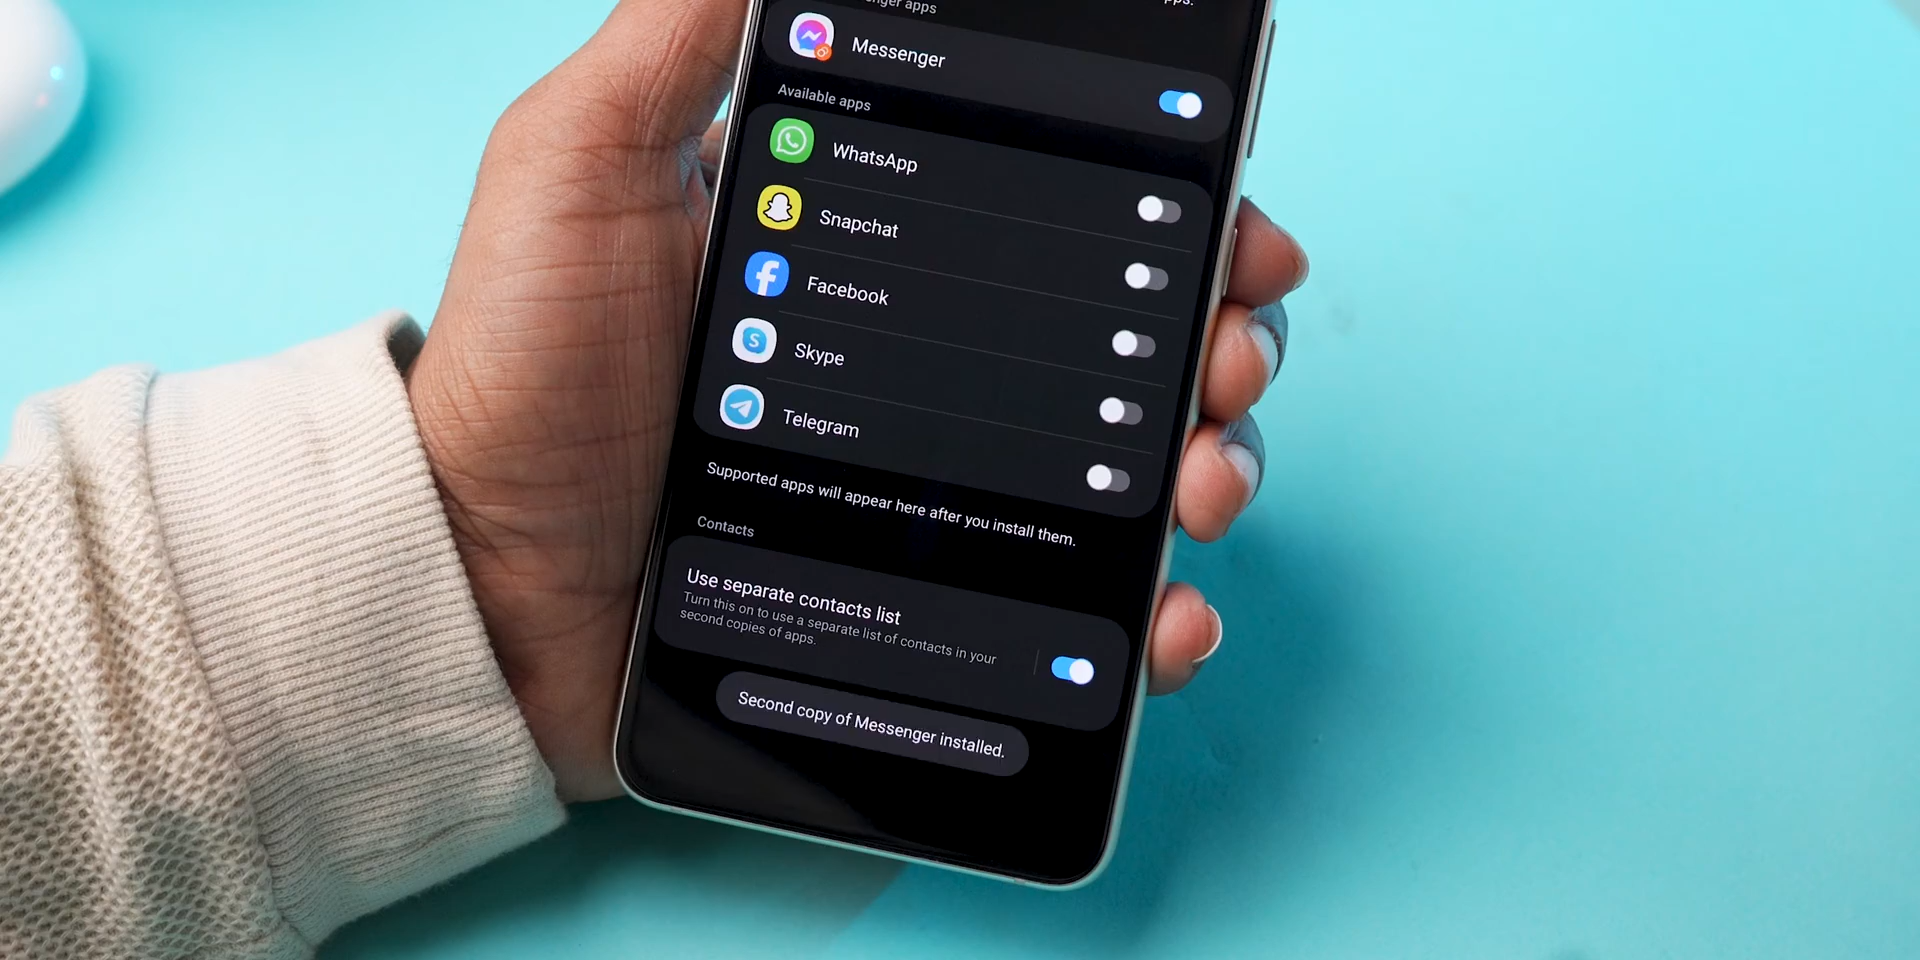 apps
apps.
Messenger
Available apps
WhatsApp
Snapchat
Facebook
Skype
Telegram
Supported apps will appear here after you install them.
Contacts
Use separate contacts list
Turn this on to use a separate list of contacts in your
second copies of apps.
Second copy of Messenger installed.